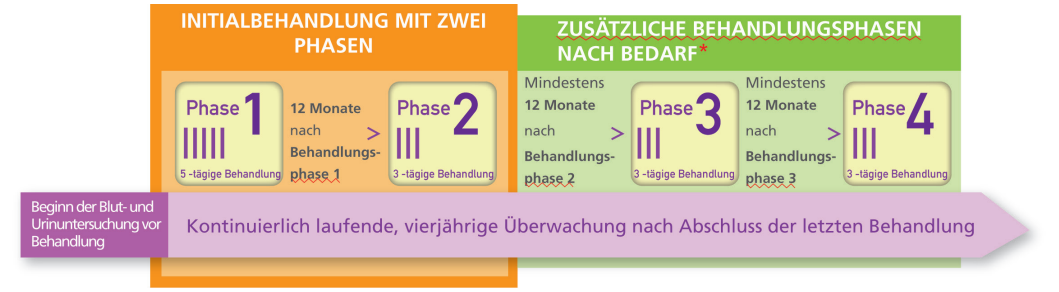 INITIALBEHANDLUNG MIT ZWEI
PHASEN
ZUSÄTZLICHE BEHANDLUNGSPHASEN
NACH BEDARF*
Phase 1
5 -tägige Behandlung
12 Monate
nach
Behandlungs-
phase 1
>
Phase 2
3 -tägige Behandlung
Mindestens
12 Monate
nach
Behandlungs-
phase 2
>
Phase 3
3 -tägige Behandlung
Mindestens
12 Monate
nach
Behandlungs-
phase 3
>
Phase 4
3 -tägige Behandlung
Beginn der Blut- und
Urinuntersuchung vor
Behandlung
Kontinuierlich laufende, vierjährige Überwachung nach Abschluss der letzten Behandlung